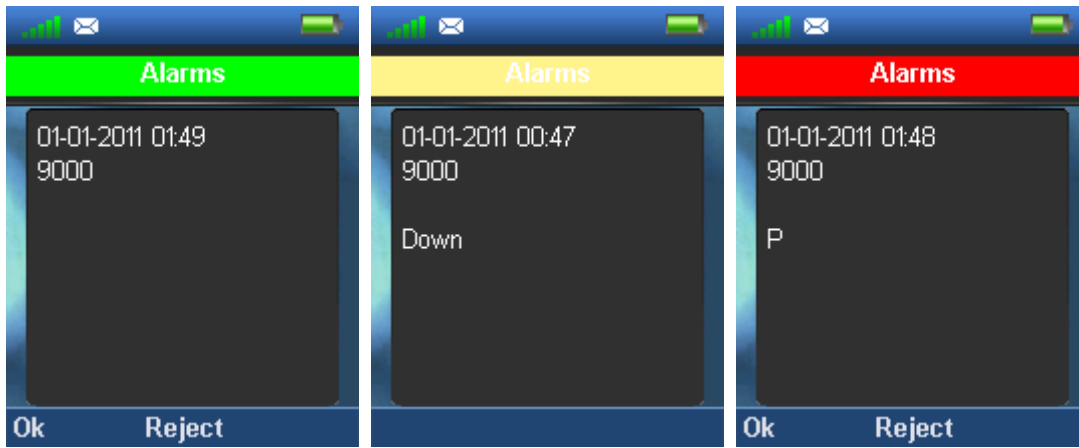 Alarms
01-01-2011 01:49
9000
Ok Reject
Alarms
01-01-2011 00:47
9000
Down
Alarms
01-01-2011 01:48
9000
P
Ok Reject